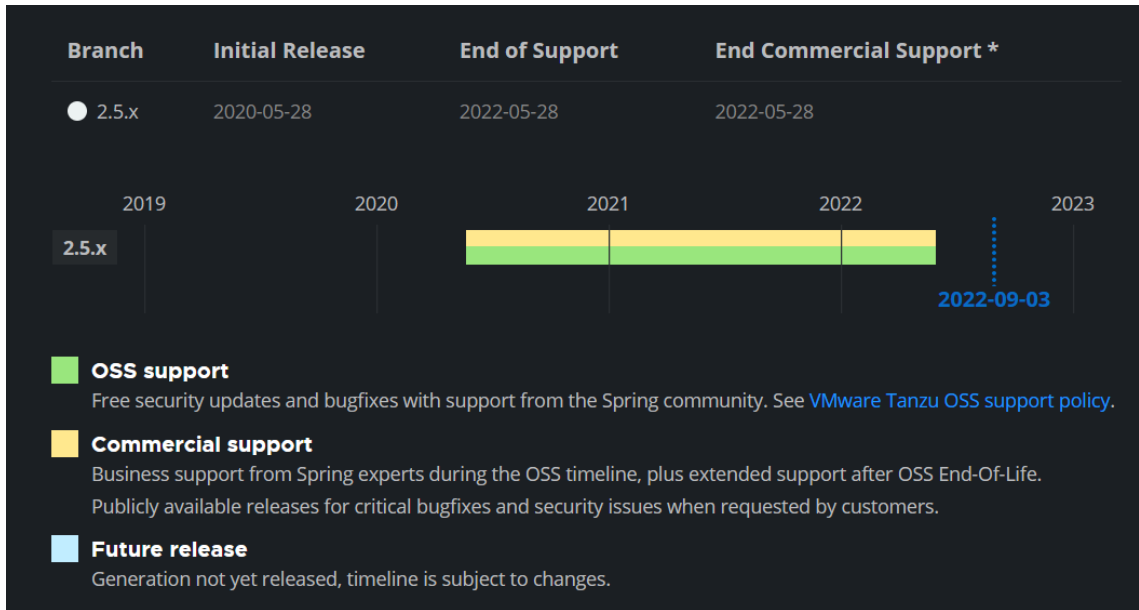 Branch Initial Release End of Support End Commercial Support *
2.5.x 2020-05-28 2022-05-28 2022-05-28
2019 2020 2021 2022 2023
2.5.x
2022-09-03
OSS support
Free security updates and bugfixes with support from the Spring community. See VMware Tanzu OSS support policy.
Commercial support
Business support from Spring experts during the OSS timeline, plus extended support after OSS End-Of-Life.
Publicly available releases for critical bugfixes and security issues when requested by customers.
Future release
Generation not yet released, timeline is subject to changes.